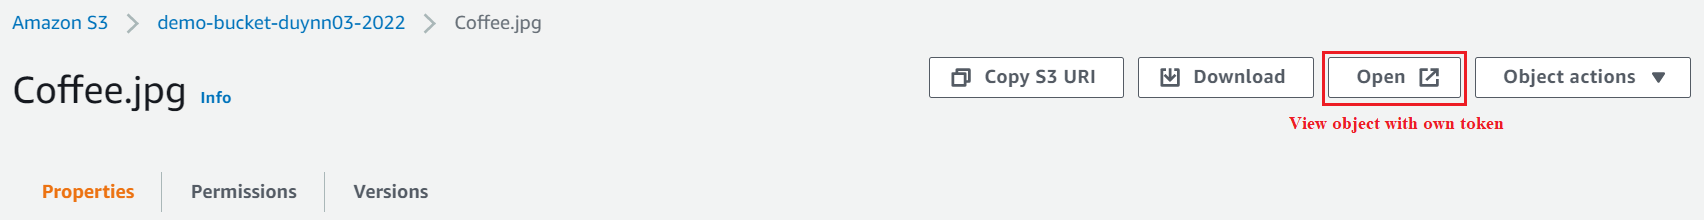 Amazon S3 > demo-bucket-duynn03-2022 > Coffee.jpg
Coffee.jpg Info
Copy S3 URI Download Open Object actions
View object with own token
Properties Permissions Versions